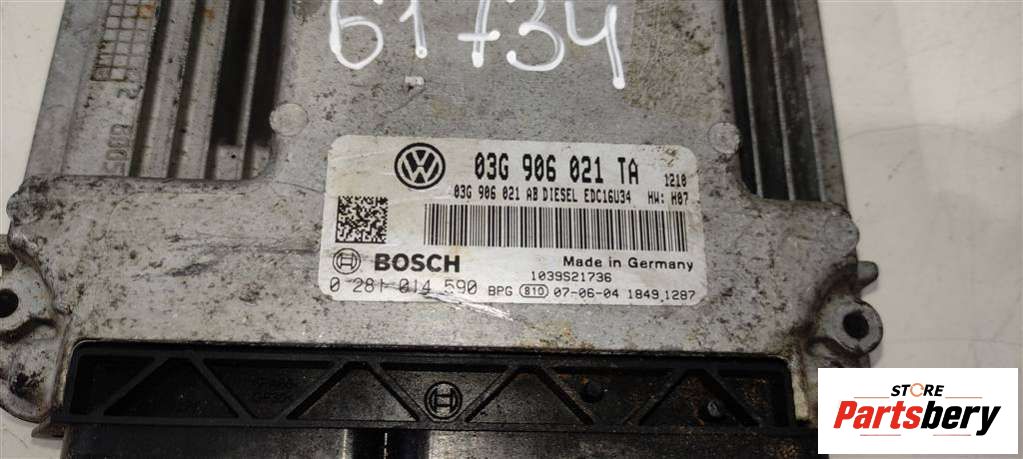 61734
03G 906 021 TA 1210
03G 906 021 AB DIESEL EDC16U34 HW: H07
BOSCH
Made in Germany
1039S21736
0 281 014 590 BPG 810 07-06-04 1849 1287
STORE
Partsbery